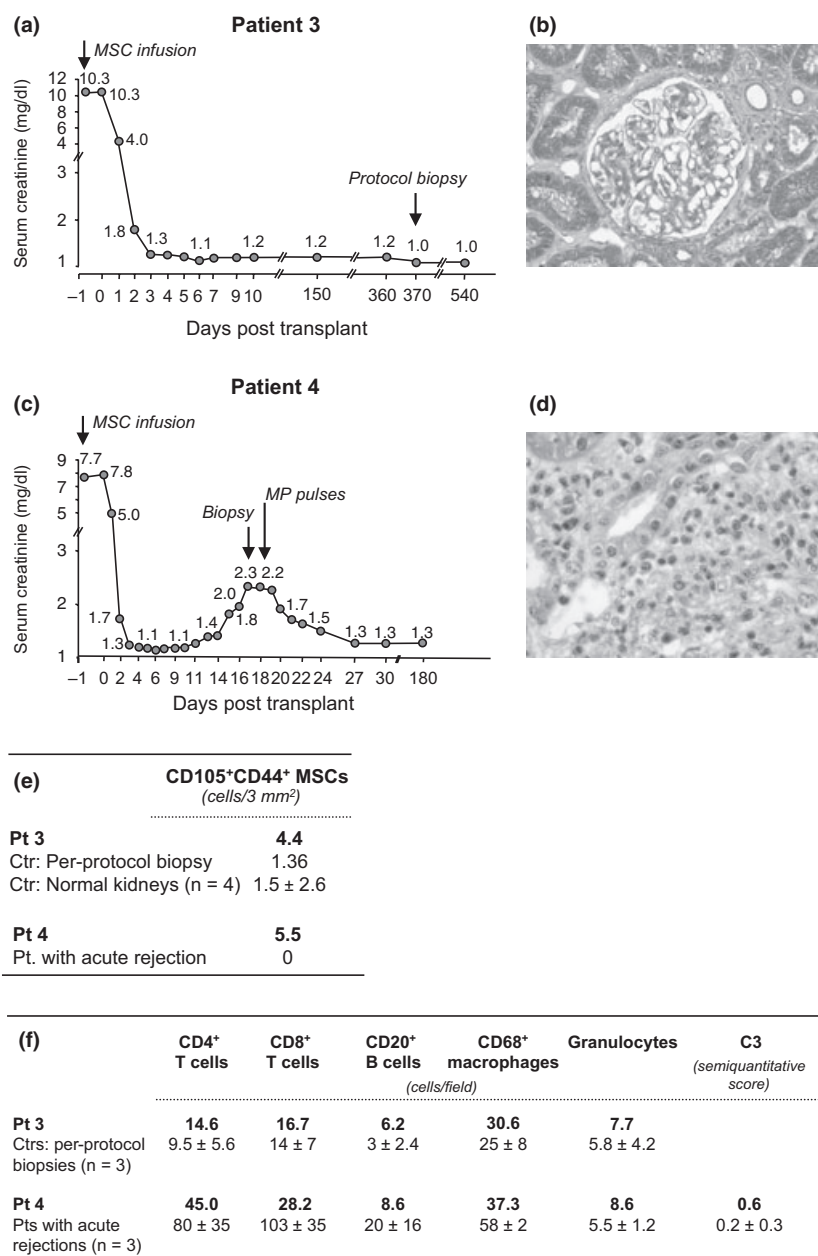 (a)
Patient 3
MSC infusion
Serum creatinine (mg/dl)
12
10
8
6
4
3
2
1
10.3
10.3
4.0
1.8
1.3
1.1
1.2
1.2
1.2
1.0
1.0
Protocol biopsy
–1 0 1 2 3 4 5 6 7 9 10 150 360 370 540
Days post transplant
(b)
(c)
Patient 4
MSC infusion
Serum creatinine (mg/dl)
9
7
5
3
2
1
7.7
7.8
5.0
1.7
1.3
1.1
1.1
1.4
2.0
1.8
2.3
2.2
1.7
1.5
1.3
1.3
1.3
Biopsy
MP pulses
–1 0 2 4 6 9 11 14 16 18 20 22 24 27 30 180
Days post transplant
(d)
(e)
CD105⁺CD44⁺ MSCs
(cells/3 mm²)
Pt 3 4.4
Ctr: Per-protocol biopsy 1.36
Ctr: Normal kidneys (n = 4) 1.5 ± 2.6
Pt 4 5.5
Pt. with acute rejection 0
(f)
CD4⁺ CD8⁺ CD20⁺ CD68⁺ Granulocytes C3
T cells T cells B cells macrophages (semiquantitative
(cells/field) score)
Pt 3 14.6 16.7 6.2 30.6 7.7
Ctrs: per-protocol 9.5 ± 5.6 14 ± 7 3 ± 2.4 25 ± 8 5.8 ± 4.2
biopsies (n = 3)
Pt 4 45.0 28.2 8.6 37.3 8.6 0.6
Pts with acute 80 ± 35 103 ± 35 20 ± 16 58 ± 2 5.5 ± 1.2 0.2 ± 0.3
rejections (n = 3)